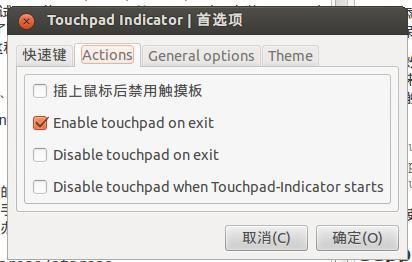 Touchpad Indicator | 首选项
快速键 Actions General options Theme
插上鼠标后禁用触摸板
Enable touchpad on exit
Disable touchpad on exit
Disable touchpad when Touchpad-Indicator starts
取消(C) 确定(O)